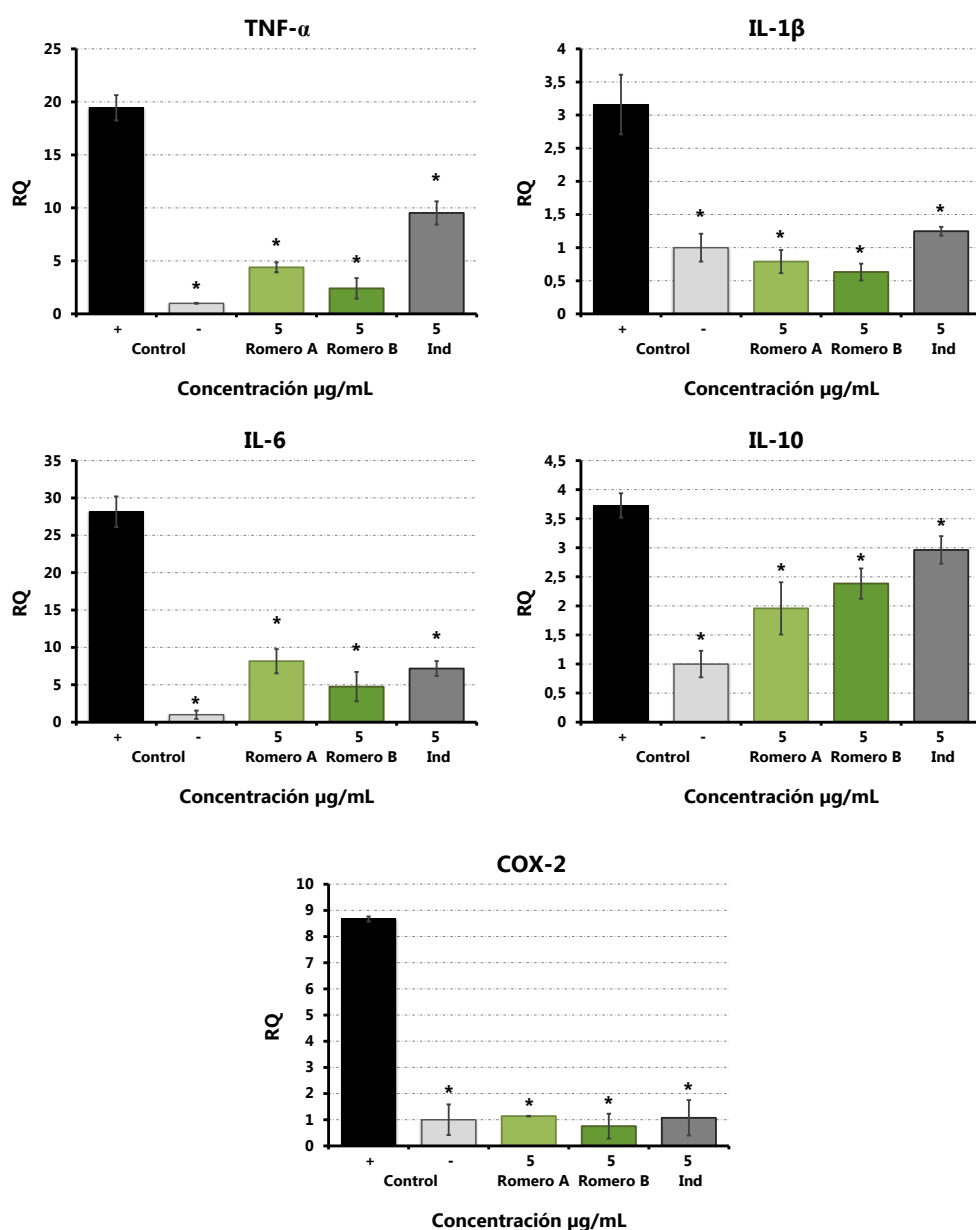 TNF-α
RQ
25
20
15
10
5
0
*
*
*
*
+ - 5 5 5
Control Romero A Romero B Ind
Concentración µg/mL
IL-1β
RQ
4
3,5
3
2,5
2
1,5
1
0,5
0
*
*
*
*
+ - 5 5 5
Control Romero A Romero B Ind
Concentración µg/mL
IL-6
RQ
35
30
25
20
15
10
5
0
*
*
*
*
+ - 5 5 5
Control Romero A Romero B Ind
Concentración µg/mL
IL-10
RQ
4,5
4
3,5
3
2,5
2
1,5
1
0,5
0
*
*
*
*
+ - 5 5 5
Control Romero A Romero B Ind
Concentración µg/mL
COX-2
RQ
10
9
8
7
6
5
4
3
2
1
0
*
*
*
*
+ - 5 5 5
Control Romero A Romero B Ind
Concentración µg/mL